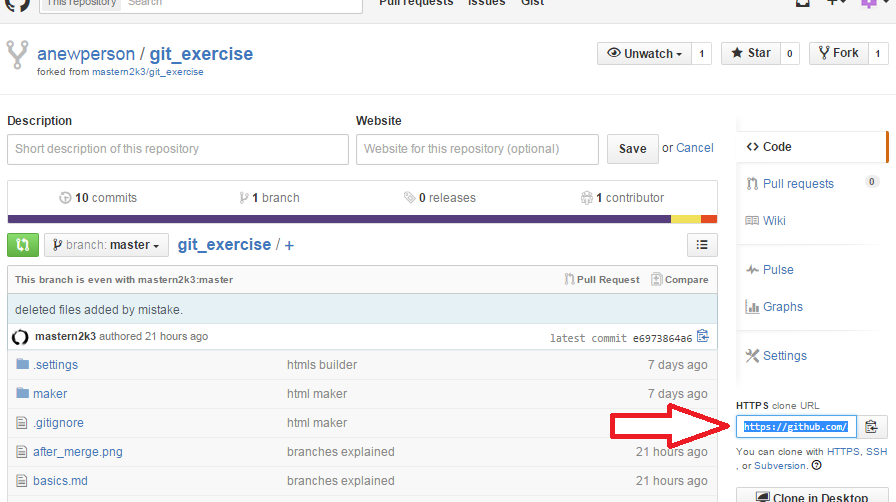 This repository Search Pull requests Issues Gist
anewperson / git_exercise
forked from mastern2k3/git_exercise
Unwatch 1 Star 0 Fork 1
Description
Short description of this repository
Website
Website for this repository (optional)
Save or Cancel
10 commits 1 branch 0 releases 1 contributor
branch: master git_exercise / +
This branch is even with mastern2k3:master Pull Request Compare
deleted files added by mistake.
mastern2k3 authored 21 hours ago latest commit e6973864a6
.settings htmls builder 7 days ago
maker html maker 7 days ago
.gitignore html maker
after_merge.png branches explained 21 hours ago
basics.md branches explained 21 hours ago
<> Code
Pull requests 0
Wiki
Pulse
Graphs
Settings
HTTPS clone URL
https://github.com/
You can clone with HTTPS, SSH
, or Subversion.
Clone in Desktop